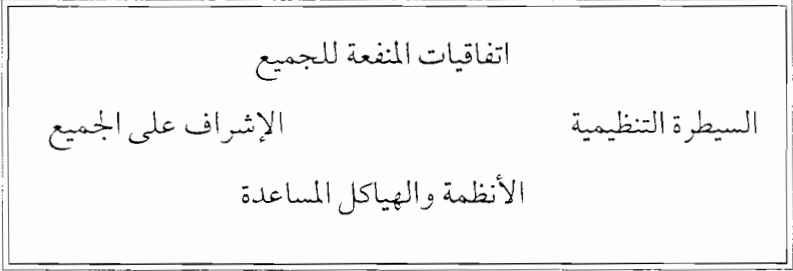 اتفاقيات المنفعة للجميع
السيطرة التنظيمية الإشراف على الجميع
الأنظمة والهياكل المساعدة